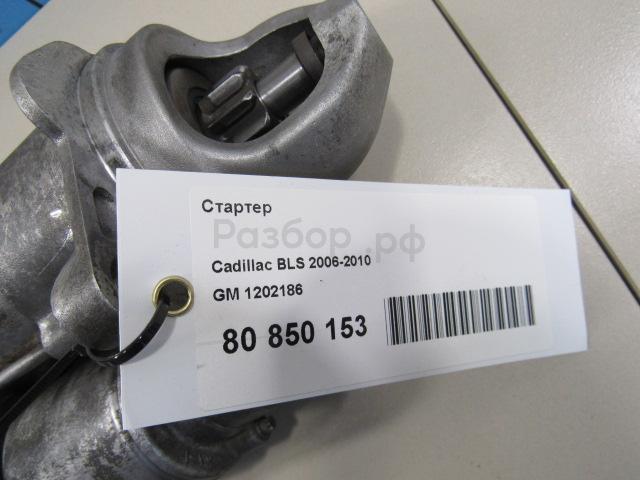 Стартер
Разбор.рф
Cadillac BLS 2006-2010
GM 1202186
80 850 153